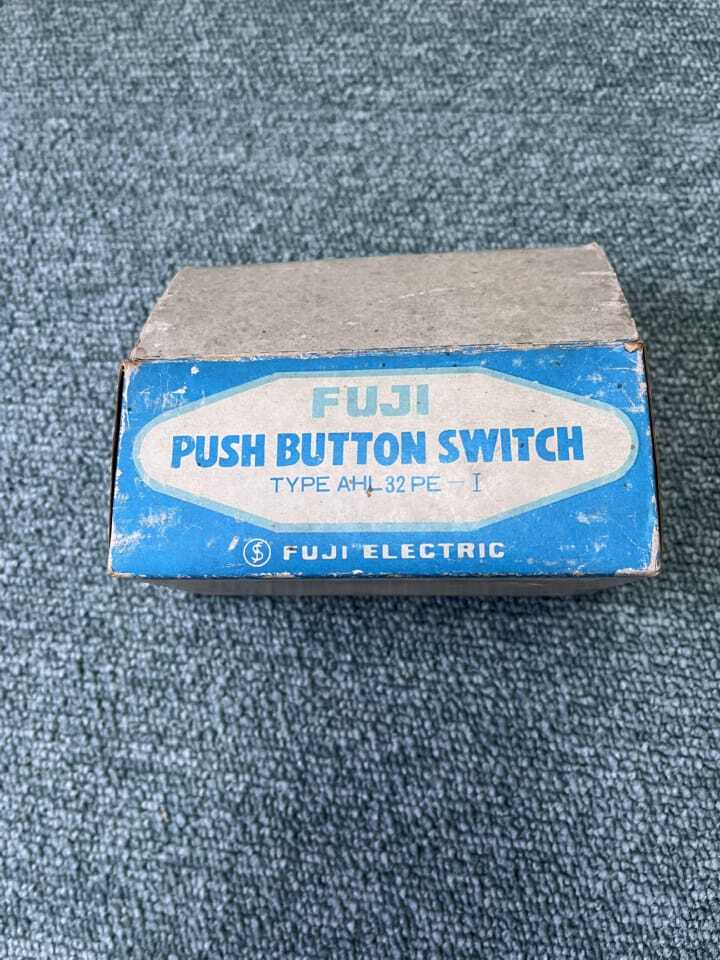 FUJI
PUSH BUTTON SWITCH
TYPE AHL 32 PE - I
FUJI ELECTRIC